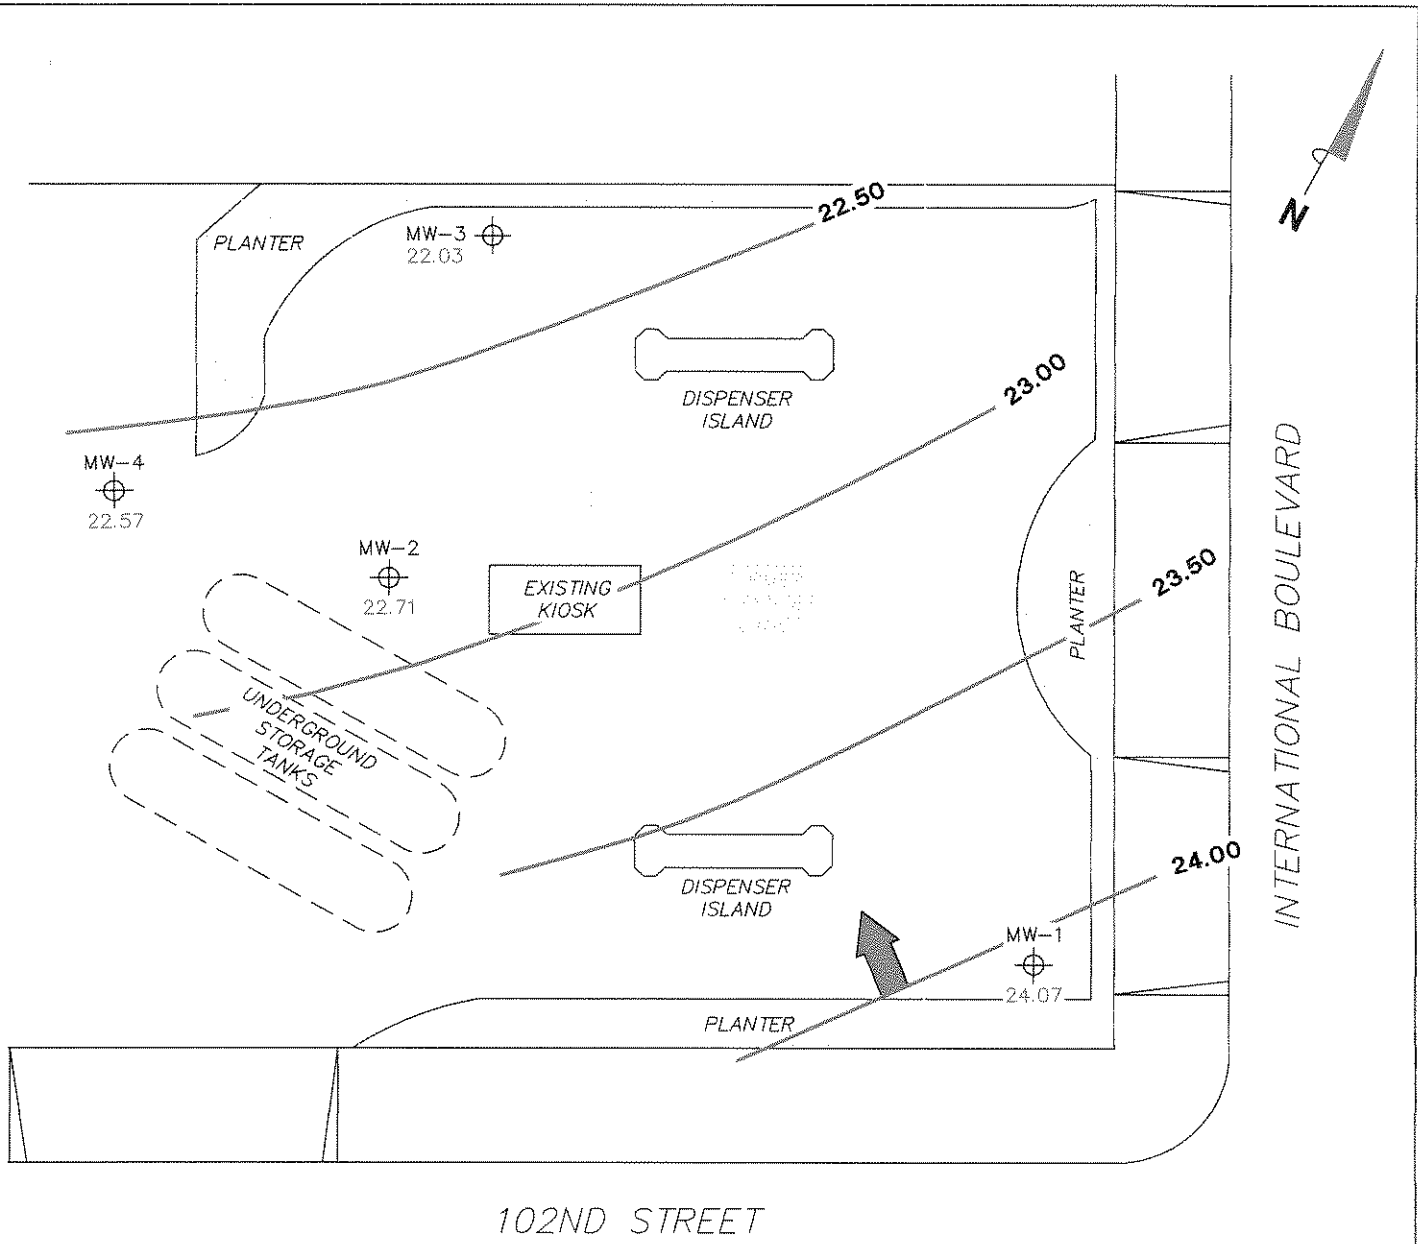 N
22.50
PLANTER
MW-3
22.03
23.00
DISPENSER
ISLAND
MW-4
22.57
MW-2
22.71
EXISTING
KIOSK
23.50
PLANTER
INTERNATIONAL BOULEVARD
UNDERGROUND
STORAGE
TANKS
24.00
DISPENSER
ISLAND
MW-1
24.07
PLANTER
102ND STREET